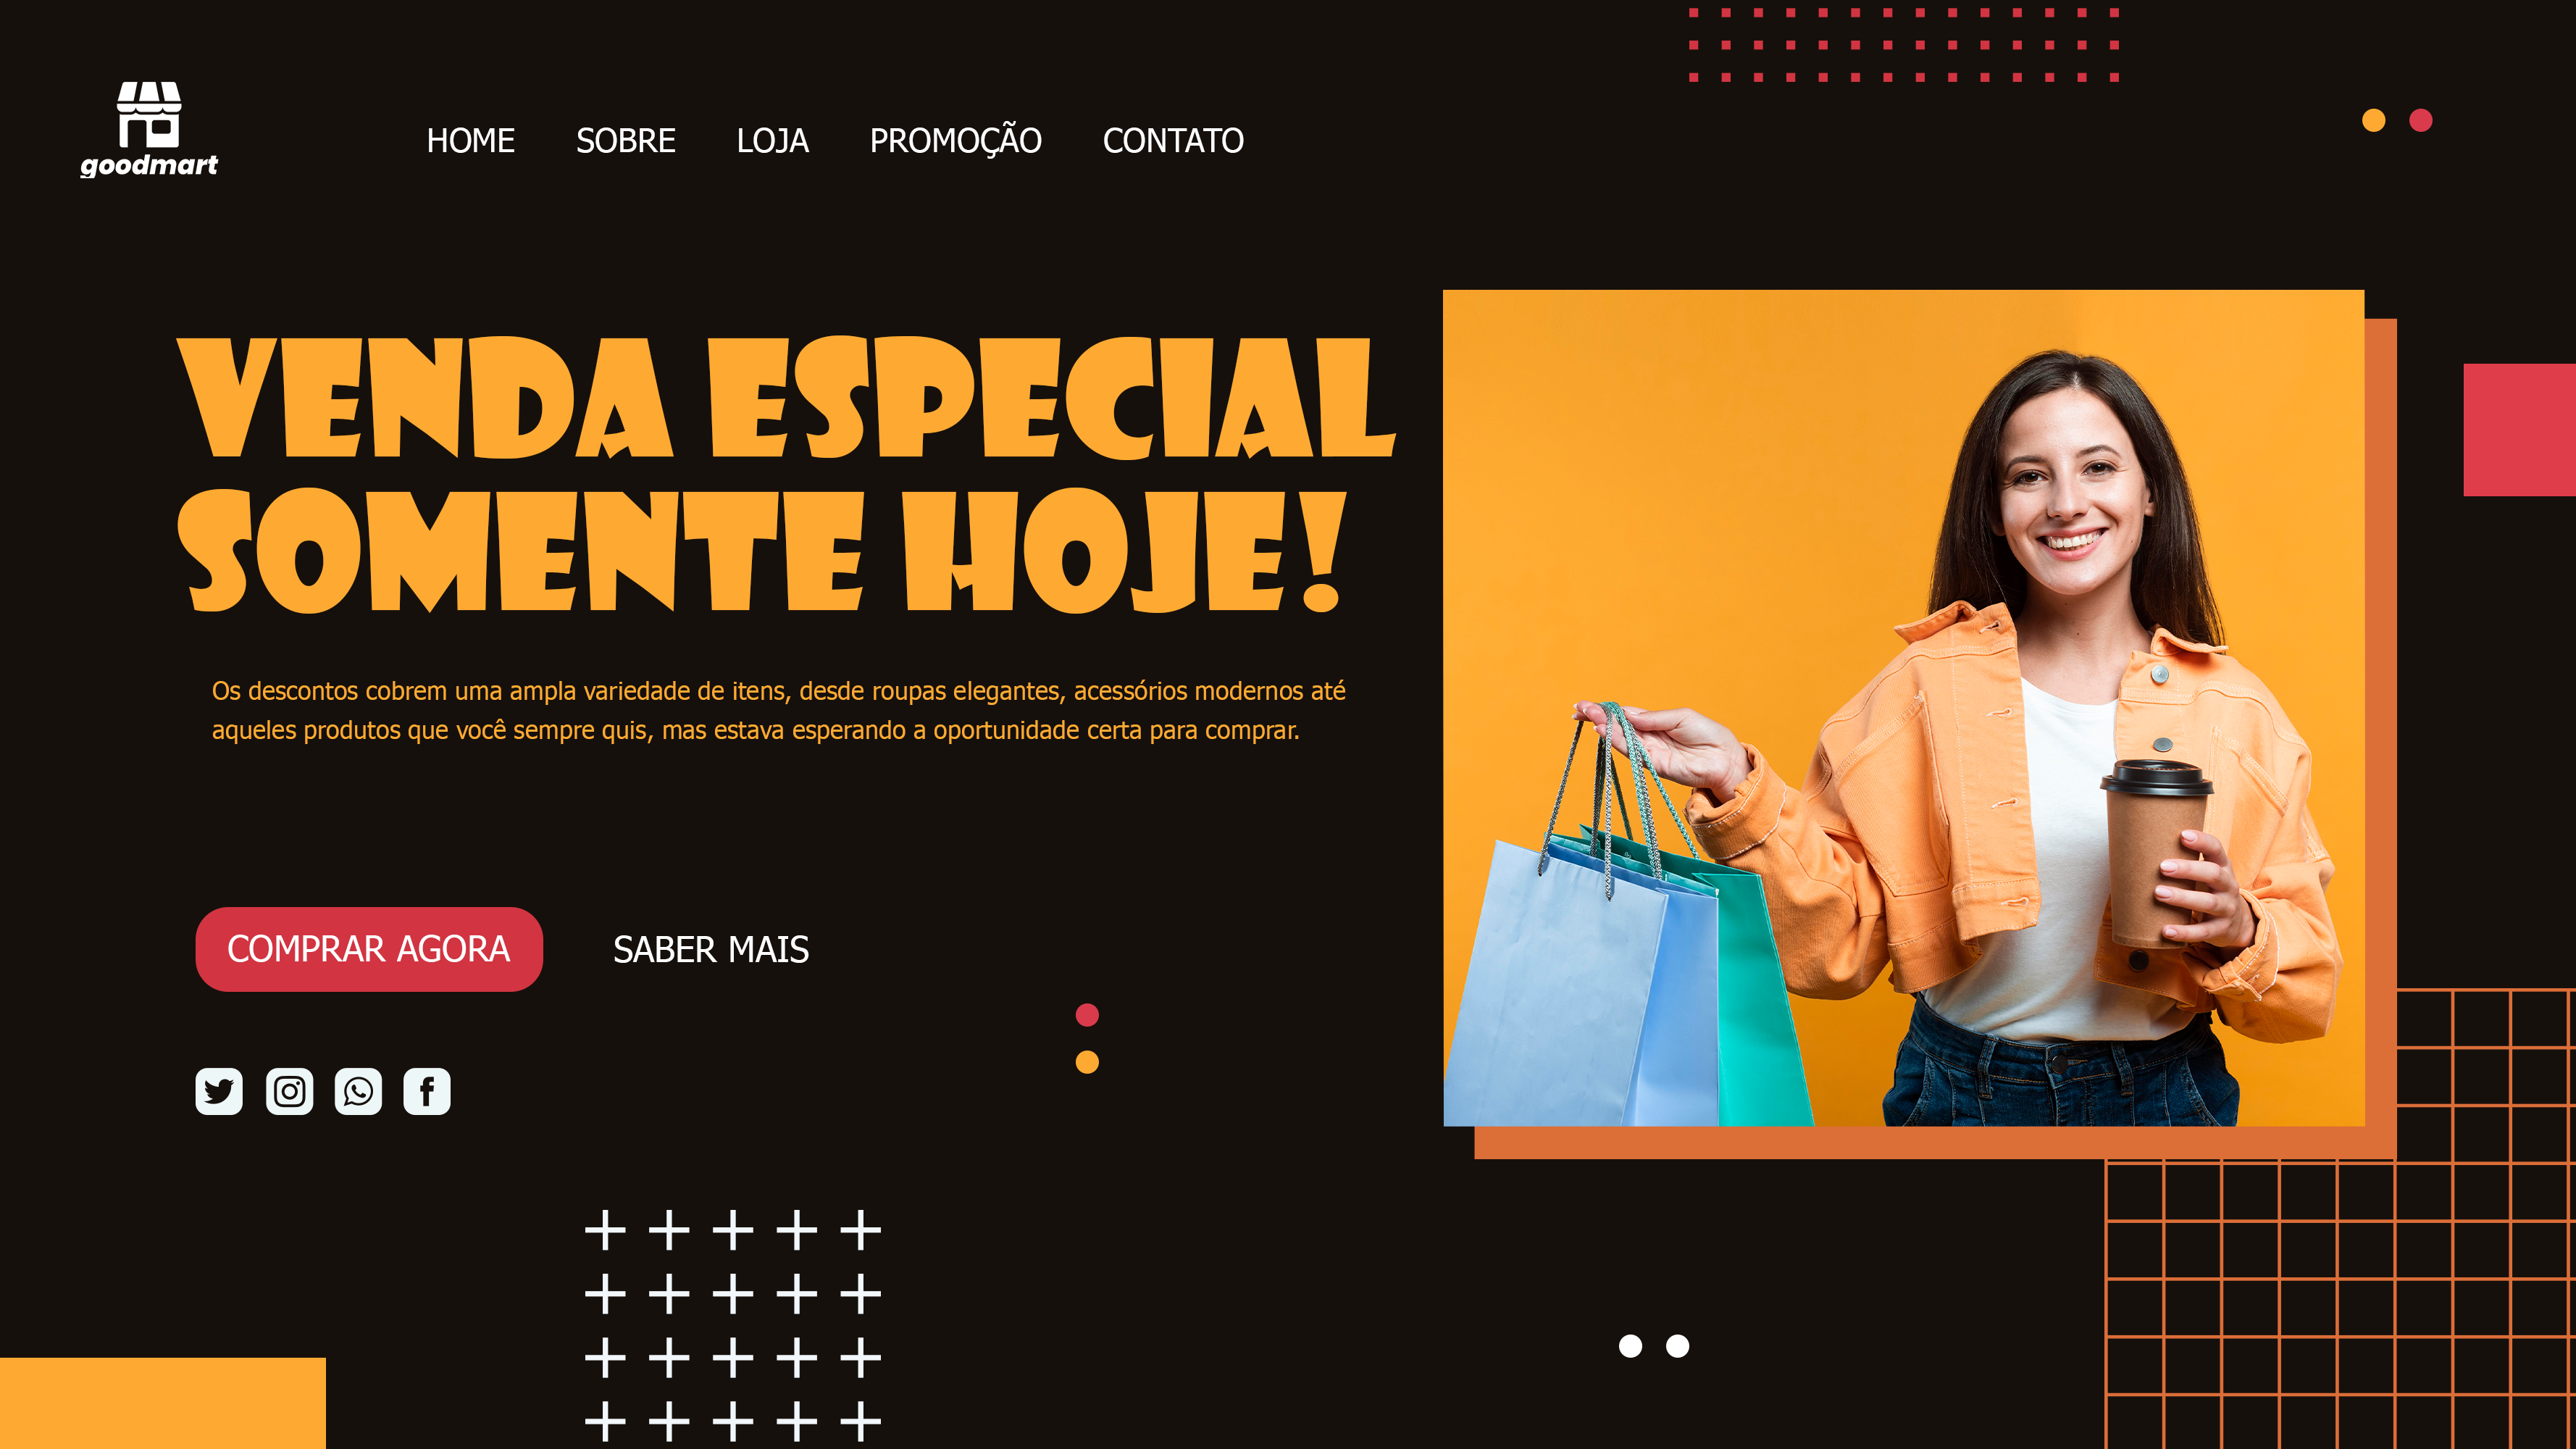 goodmart
HOME SOBRE LOJA PROMOÇÃO CONTATO
VENDA ESPECIAL
SOMENTE HOJE!
Os descontos cobrem uma ampla variedade de itens, desde roupas elegantes, acessórios modernos até
aqueles produtos que você sempre quis, mas estava esperando a oportunidade certa para comprar.
COMPRAR AGORA SABER MAIS